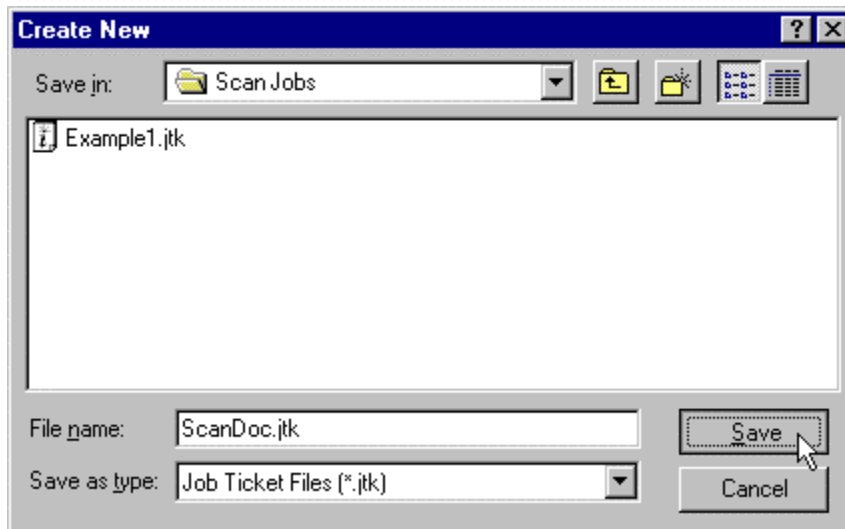 Create New
Save in: Scan Jobs
Example1.jtk
File name: ScanDoc.jtk Save
Save as type: Job Ticket Files (*.jtk) Cancel